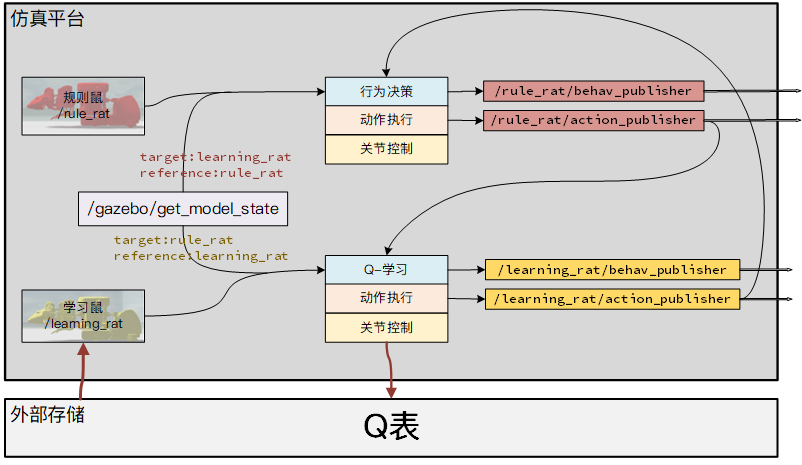 仿真平台
规则鼠
/rule_rat
行为决策
动作执行
关节控制
/rule_rat/behav_publisher
/rule_rat/action_publisher
target:learning_rat
reference:rule_rat
/gazebo/get_model_state
target:rule_rat
reference:learning_rat
学习鼠
/learning_rat
Q-学习
动作执行
关节控制
/learning_rat/behav_publisher
/learning_rat/action_publisher
外部存储
Q表